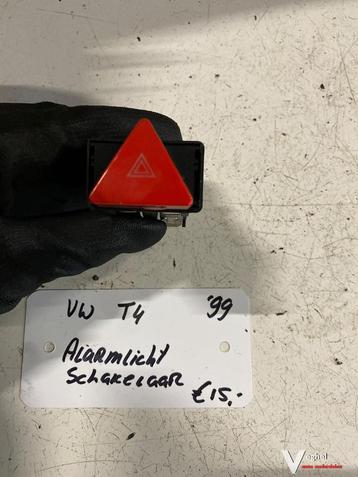 VW T4 '99
Alarmlicht
Schakelaar
€15,-